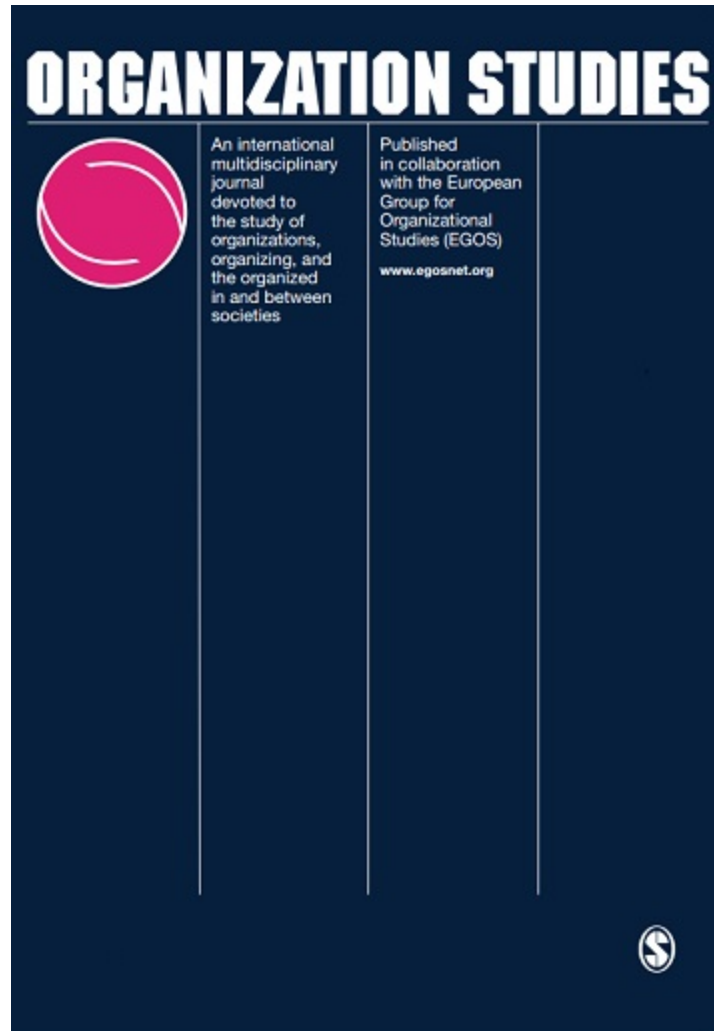 ORGANIZATION STUDIES
An international
multidisciplinary
journal
devoted to
the study of
organizations,
organizing, and
the organized
in and between
societies
Published
in collaboration
with the European
Group for
Organizational
Studies (EGOS)
www.egosnet.org
S